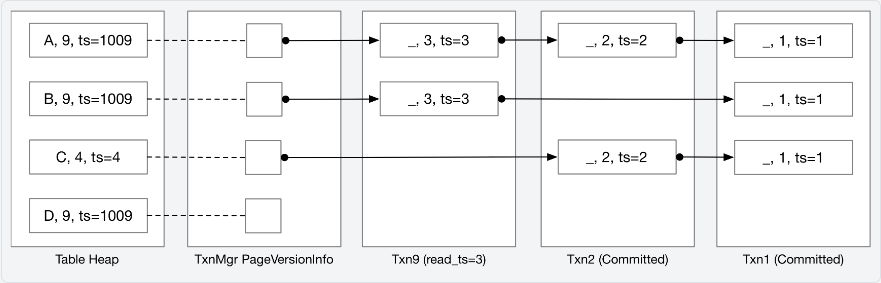 A, 9, ts=1009
_, 3, ts=3
_, 2, ts=2
_, 1, ts=1
B, 9, ts=1009
_, 3, ts=3
_, 1, ts=1
C, 4, ts=4
_, 2, ts=2
_, 1, ts=1
D, 9, ts=1009
Table Heap
TxnMgr PageVersionInfo
Txn9 (read_ts=3)
Txn2 (Committed)
Txn1 (Committed)